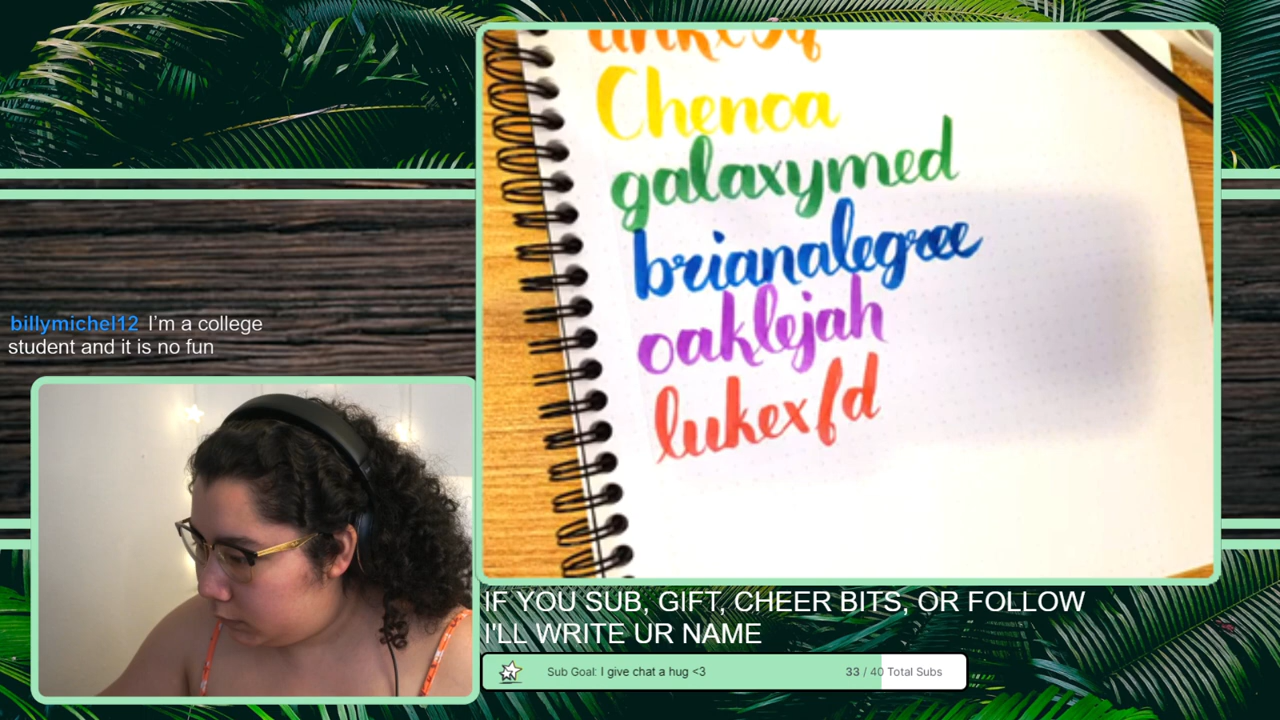 Chenoa
galaxymed
brianalegree
oaklejah
lukexfd
billymichel12 I'm a college
student and it is no fun
IF YOU SUB, GIFT, CHEER BITS, OR FOLLOW
I'LL WRITE UR NAME
Sub Goal: I give chat a hug <3 33 / 40 Total Subs